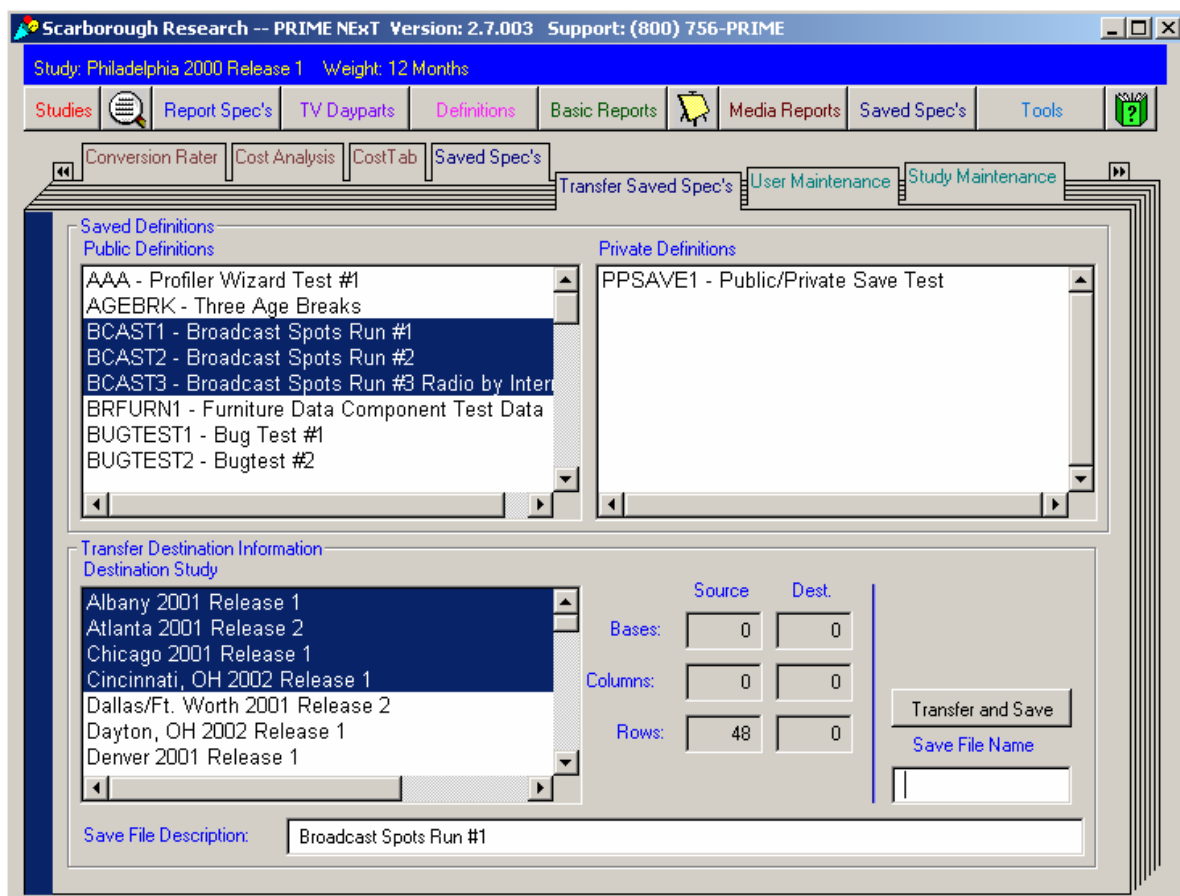 Scarborough Research -- PRIME NExT Version: 2.7.003 Support: (800) 756-PRIME
Study: Philadelphia 2000 Release 1 Weight: 12 Months
Studies Report Spec's TV Dayparts Definitions Basic Reports Media Reports Saved Spec's Tools ?
Conversion Rater Cost Analysis CostTab Saved Spec's
Transfer Saved Spec's User Maintenance Study Maintenance
Saved Definitions
Public Definitions Private Definitions
AAA - Profiler Wizard Test #1 PPSAVE1 - Public/Private Save Test
AGEBRK - Three Age Breaks
BCAST1 - Broadcast Spots Run #1
BCAST2 - Broadcast Spots Run #2
BCAST3 - Broadcast Spots Run #3 Radio by Inter
BRFURN1 - Furniture Data Component Test Data
BUGTEST1 - Bug Test #1
BUGTEST2 - Bugtest #2
Transfer Destination Information
Destination Study
Source Dest.
Albany 2001 Release 1
Atlanta 2001 Release 2
Bases: 0 0
Chicago 2001 Release 1
Cincinnati, OH 2002 Release 1
Columns: 0 0
Dallas/Ft. Worth 2001 Release 2
Transfer and Save
Dayton, OH 2002 Release 1
Rows: 48 0
Denver 2001 Release 1
Save File Name
Save File Description: Broadcast Spots Run #1